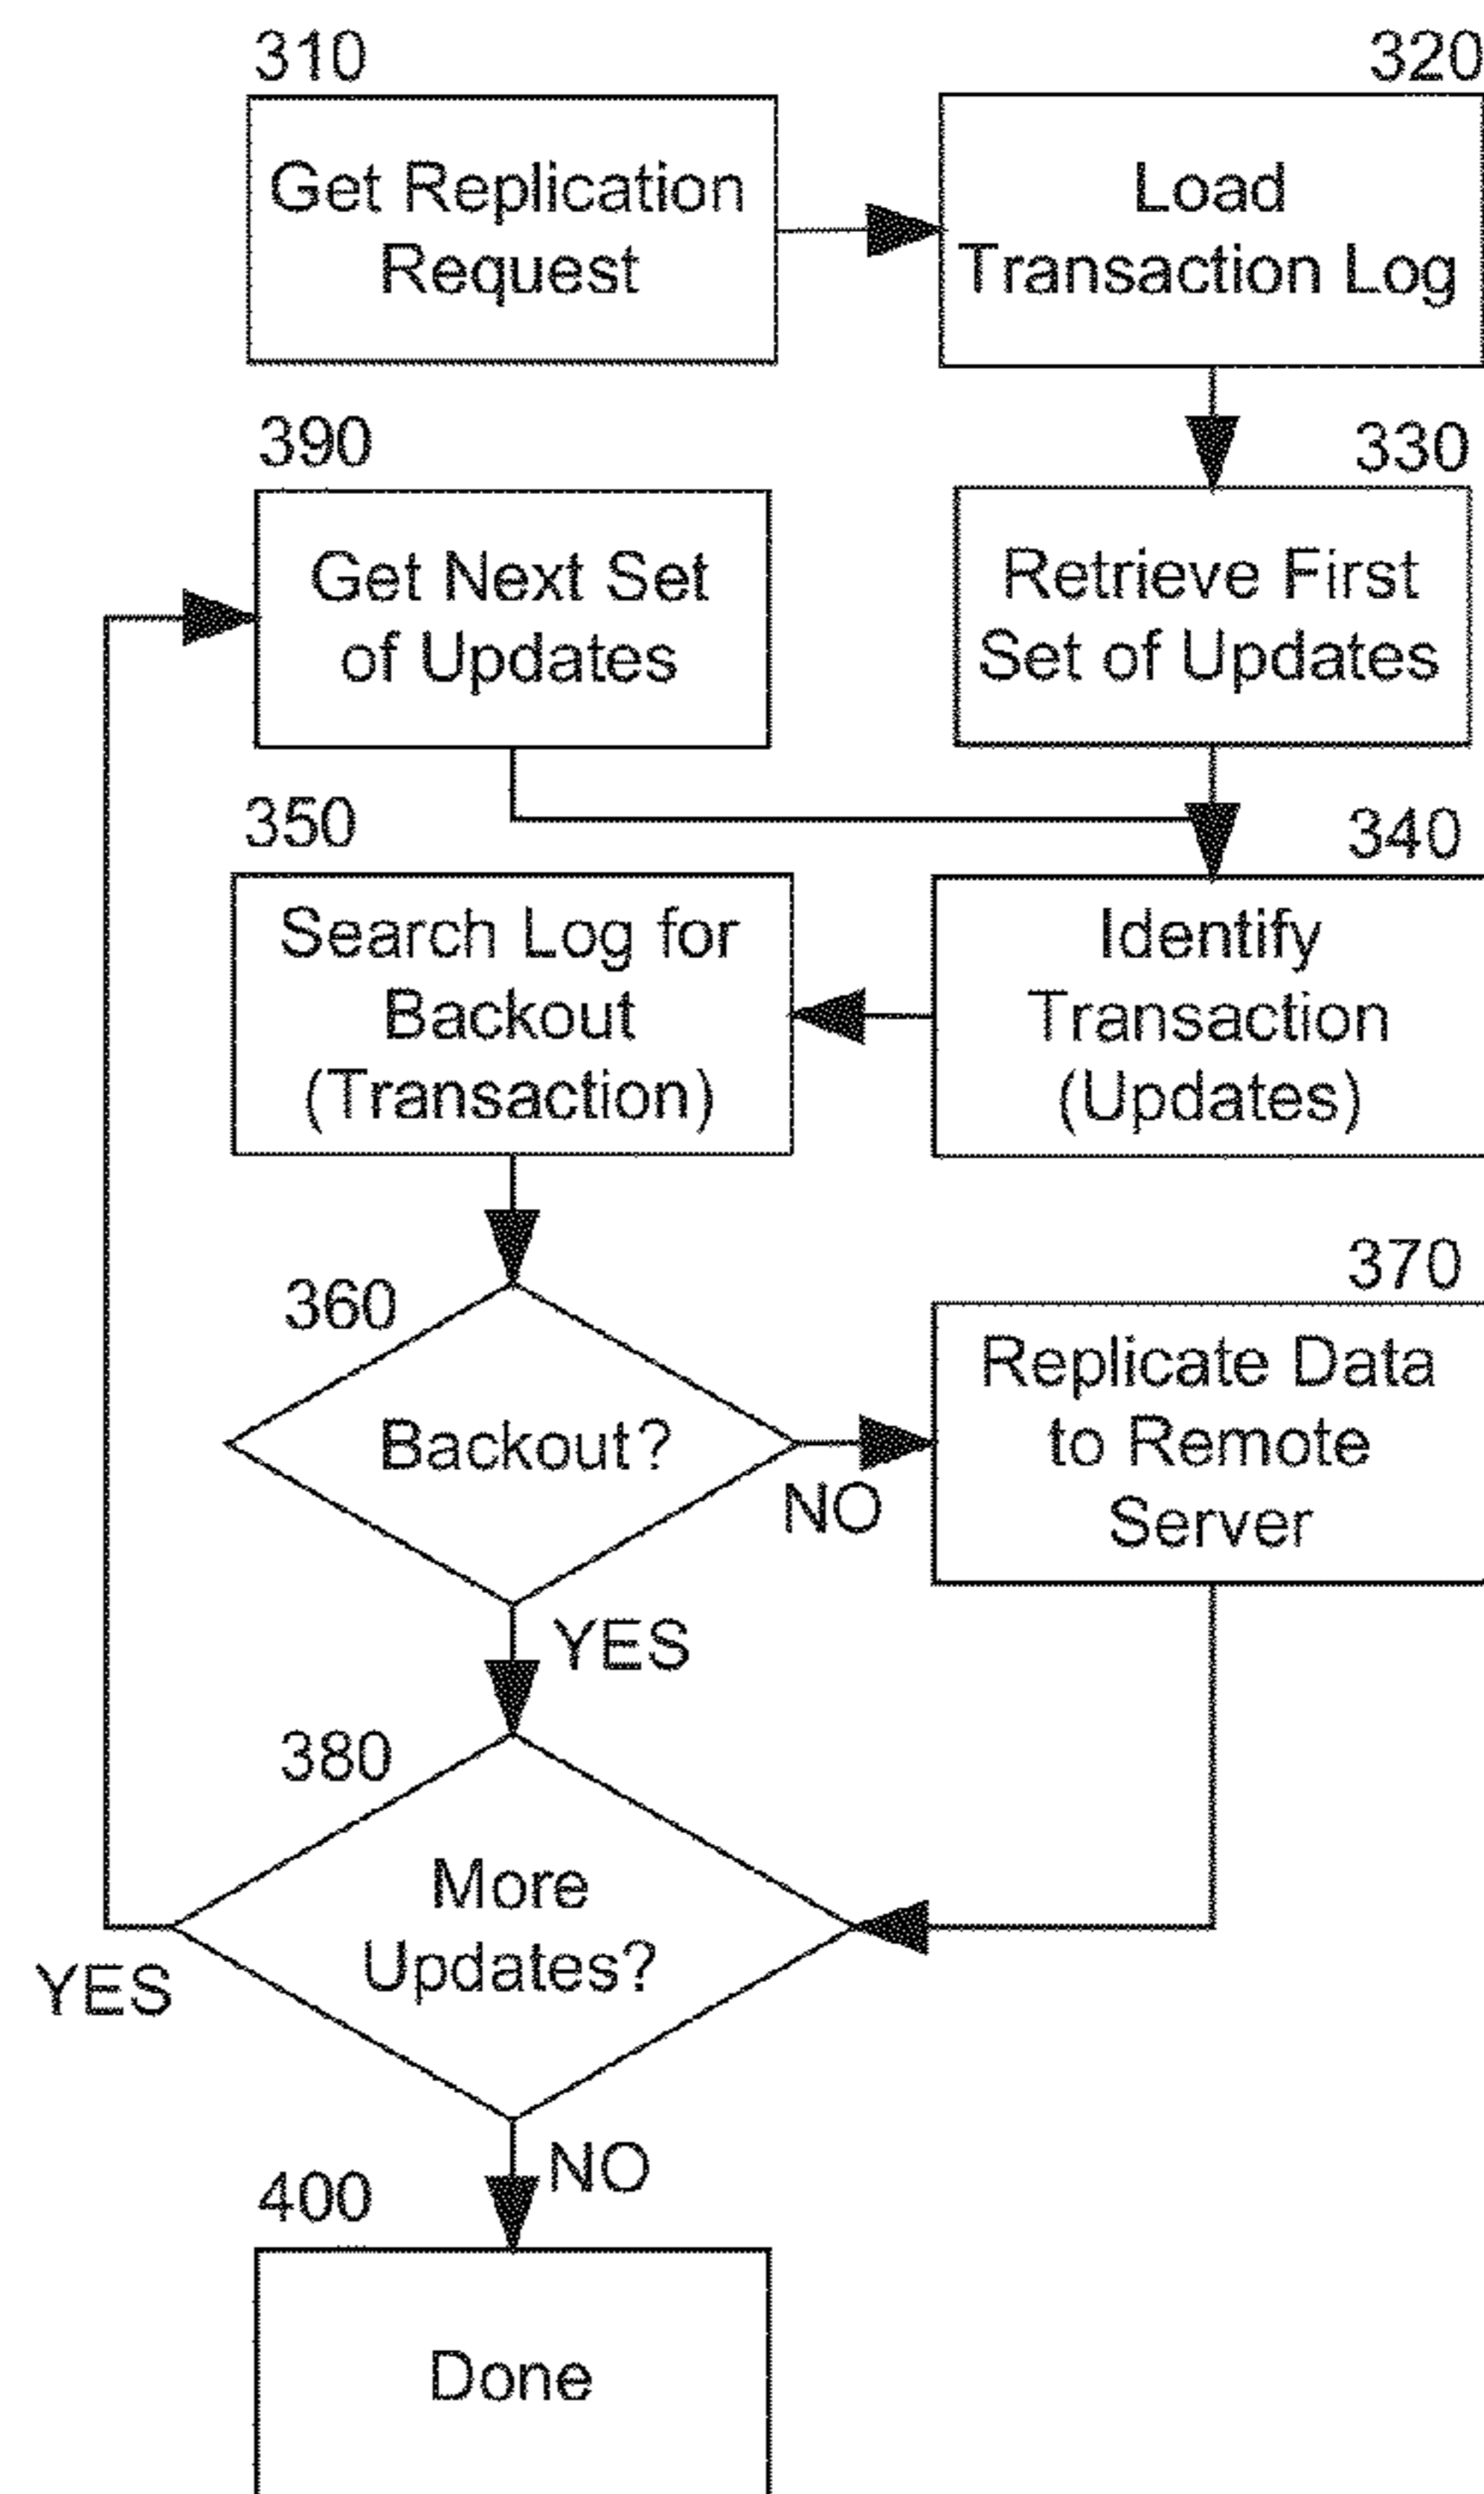 310
Get Replication
Request
320
Load
Transaction Log
390
Get Next Set
of Updates
330
Retrieve First
Set of Updates
350
Search Log for
Backout
(Transaction)
340
Identify
Transaction
(Updates)
360
Backout?
NO
YES
370
Replicate Data
to Remote
Server
380
More
Updates?
YES
NO
400
Done